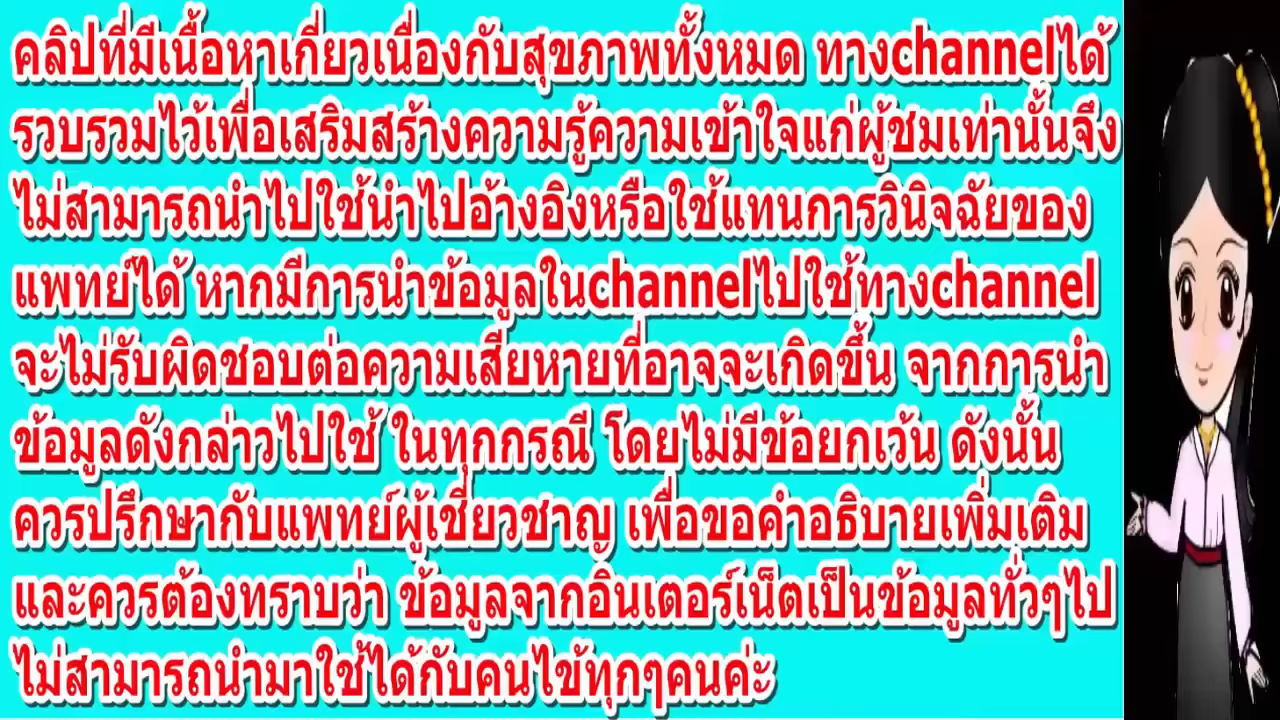 คลิปที่มีเนื้อหาเกี่ยวเนื่องกับสุขภาพทั้งหมด ทางchannelได้
รวบรวมไว้เพื่อเสริมสร้างความรู้ความเข้าใจแก่ผู้ชมเท่านั้นจึง
ไม่สามารถนำไปใช้นำไปอ้างอิงหรือใช้แทนการวินิจฉัยของ
แพทย์ได้ หากมีการนำข้อมูลในchannelไปใช้ทางchannel
จะไม่รับผิดชอบต่อความเสียหายที่อาจจะเกิดขึ้น จากการนำ
ข้อมูลดังกล่าวไปใช้ ในทุกกรณี โดยไม่มีข้อยกเว้น ดังนั้น
ควรปรึกษากับแพทย์ผู้เชี่ยวชาญ เพื่อขอคำอธิบายเพิ่มเติม
และควรต้องทราบว่า ข้อมูลจากอินเตอร์เน็ตเป็นข้อมูลทั่วๆไป
ไม่สามารถนำมาใช้ได้กับคนไข้ทุกๆคนค่ะ